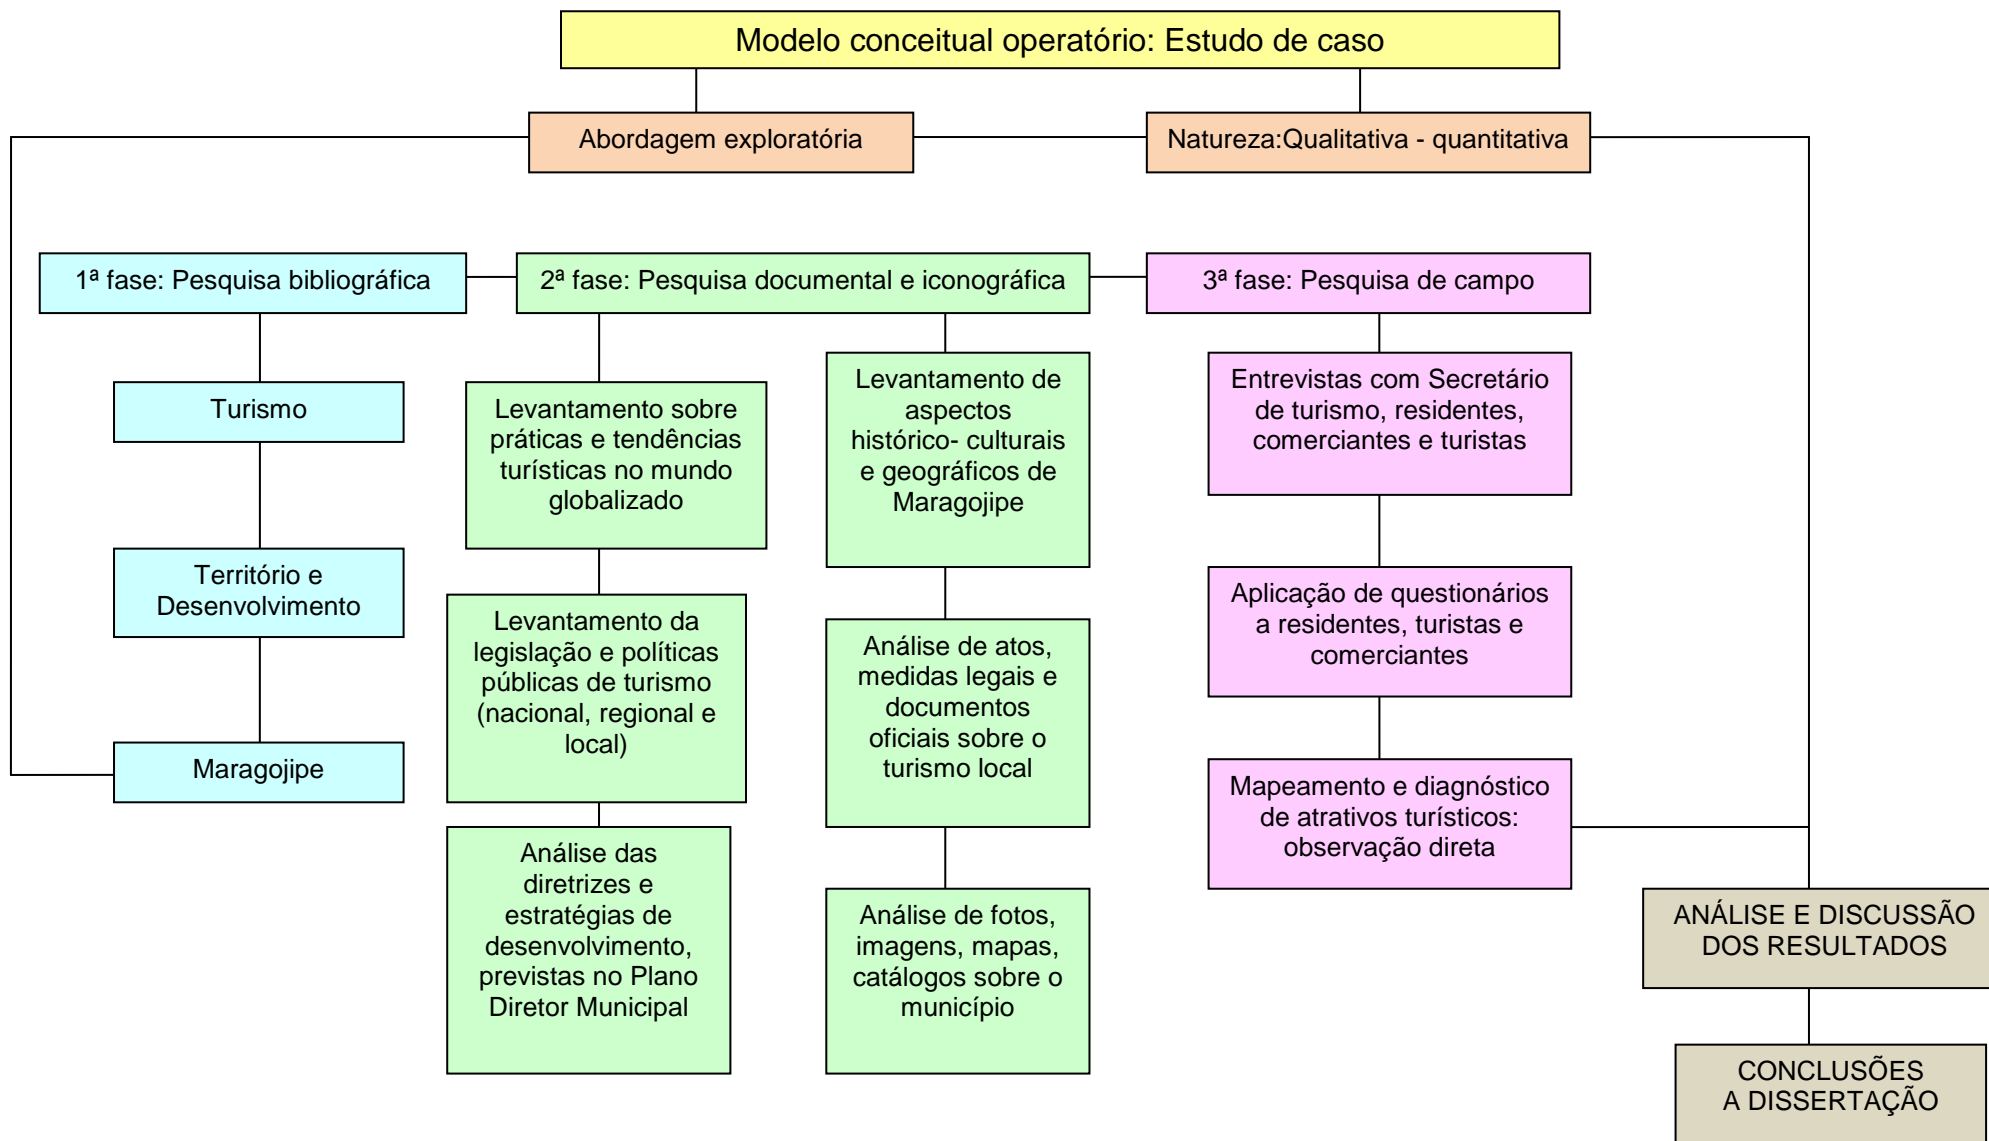 Modelo conceitual operatório: Estudo de caso
Abordagem exploratória
Natureza:Qualitativa - quantitativa
1ª fase: Pesquisa bibliográfica
2ª fase: Pesquisa documental e iconográfica
3ª fase: Pesquisa de campo
Turismo
Território e
Desenvolvimento
Maragojipe
Levantamento sobre
práticas e tendências
turísticas no mundo
globalizado
Levantamento da
legislação e políticas
públicas de turismo
(nacional, regional e
local)
Análise das
diretrizes e
estratégias de
desenvolvimento,
previstas no Plano
Diretor Municipal
Levantamento de
aspectos
histórico- culturais
e geográficos de
Maragojipe
Análise de atos,
medidas legais e
documentos
oficiais sobre o
turismo local
Análise de fotos,
imagens, mapas,
catálogos sobre o
município
Entrevistas com Secretário
de turismo, residentes,
comerciantes e turistas
Aplicação de questionários
a residentes, turistas e
comerciantes
Mapeamento e diagnóstico
de atrativos turísticos:
observação direta
ANÁLISE E DISCUSSÃO
DOS RESULTADOS
CONCLUSÕES
A DISSERTAÇÃO